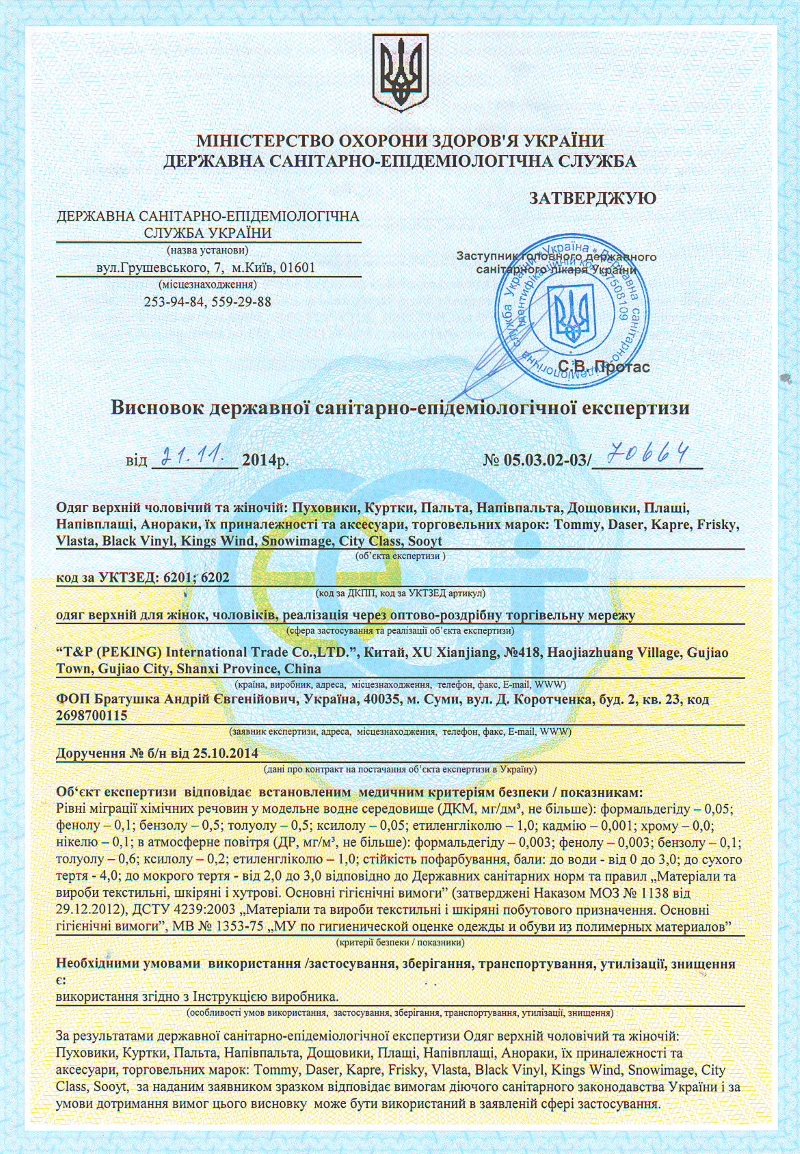 МІНІСТЕРСТВО ОХОРОНИ ЗДОРОВ'Я УКРАЇНИ
ДЕРЖАВНА САНІТАРНО-ЕПІДЕМІОЛОГІЧНА СЛУЖБА
ЗАТВЕРДЖУЮ
ДЕРЖАВНА САНІТАРНО-ЕПІДЕМІОЛОГІЧНА
СЛУЖБА УКРАЇНИ
(назва установи)
вул.Грушевського, 7, м.Київ, 01601
(місцезнаходження)
253-94-84, 559-29-88
Заступник головного державного
санітарного лікаря України
С.В. Протас
Висновок державної санітарно-епідеміологічної експертизи
від 21.11. 2014р. № 05.03.02-03/ 70664
Одяг верхній чоловічий та жіночій: Пуховики, Куртки, Пальта, Напівпальта, Дощовики, Плащі,
Напівплащі, Анораки, їх приналежності та аксесуари, торговельних марок: Tommy, Daser, Kapre, Frisky,
Vlasta, Black Vinyl, Kings Wind, Snowimage, City Class, Sooyt
(об'єкта експертизи )
код за УКТЗЕД: 6201; 6202
(код за ДКПП, код за УКТЗЕД артикул)
одяг верхній для жінок, чоловіків, реалізація через оптово-роздрібну торгівельну мережу
(сфера застосування та реалізації об'єкта експертизи)
“T&P (PEKING) International Trade Co.,LTD.”, Китай, XU Xianjiang, №418, Haojiazhuang Village, Gujiao
Town, Gujiao City, Shanxi Province, China
(країна, виробник, адреса, місцезнаходження, телефон, факс, E-mail, WWW)
ФОП Братушка Андрій Євгенійович, Україна, 40035, м. Суми, вул. Д. Коротченка, буд. 2, кв. 23, код
2698700115
(заявник експертизи, адреса, місцезнаходження, телефон, факс, E-mail, WWW)
Доручення № б/н від 25.10.2014
(дані про контракт на постачання об'єкта експертизи в Україну)
Об'єкт експертизи відповідає встановленим медичним критеріям безпеки / показникам:
Рівні міграції хімічних речовин у модельне водне середовище (ДКМ, мг/дм³, не більше): формальдегіду – 0,05;
фенолу – 0,1; бензолу – 0,5; толуолу – 0,5; ксилолу – 0,05; етиленгліколю – 1,0; кадмію – 0,001; хрому – 0,0;
нікелю – 0,1; в атмосферне повітря (ДР, мг/м³, не більше): формальдегіду – 0,003; фенолу – 0,003; бензолу – 0,1;
толуолу – 0,6; ксилолу – 0,2; етиленгліколю – 1,0; стійкість пофарбування, бали: до води - від 0 до 3,0; до сухого
тертя - 4,0; до мокрого тертя - від 2,0 до 3,0 відповідно до Державних санітарних норм та правил „Матеріали та
вироби текстильні, шкіряні і хутрові. Основні гігієнічні вимоги” (затверджені Наказом МОЗ № 1138 від
29.12.2012), ДСТУ 4239:2003 „Матеріали та вироби текстильні і шкіряні побутового призначення. Основні
гігієнічні вимоги”, МВ № 1353-75 „МУ по гигиенической оценке одежды и обуви из полимерных материалов”
(критерії безпеки / показники)
Необхідними умовами використання /застосування, зберігання, транспортування, утилізації, знищення
є:
використання згідно з Інструкцією виробника.
(особливості умов використання, застосування, зберігання, транспортування, утилізації, знищення)
За результатами державної санітарно-епідеміологічної експертизи Одяг верхній чоловічий та жіночій:
Пуховики, Куртки, Пальта, Напівпальта, Дощовики, Плащі, Напівплащі, Анораки, їх приналежності та
аксесуари, торговельних марок: Tommy, Daser, Kapre, Frisky, Vlasta, Black Vinyl, Kings Wind, Snowimage, City
Class, Sooyt, за наданим заявником зразком відповідає вимогам діючого санітарного законодавства України і за
умови дотримання вимог цього висновку може бути використаний в заявленій сфері застосування.